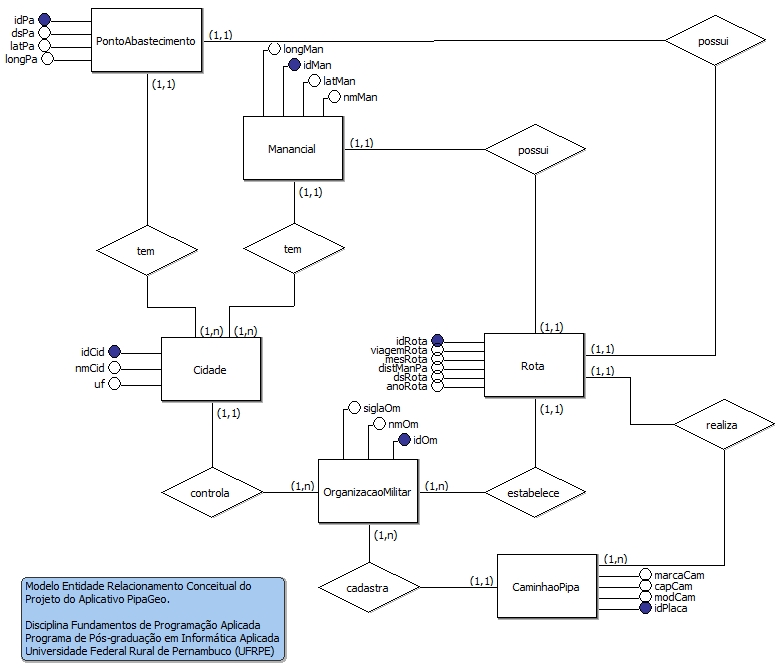 idPa
dsPa
latPa
longPa
PontoAbastecimento
(1,1)
possui
(1,1)
longMan
idMan
latMan
nmMan
Manancial
(1,1)
possui
(1,1)
tem
tem
(1,n)
(1,n)
(1,1)
idCid
nmCid
uf
Cidade
idRota
viagemRota
mesRota
distManPa
dsRota
anoRota
Rota
(1,1)
(1,1)
(1,1)
(1,1)
siglaOm
nmOm
idOm
realiza
controla
(1,n)
OrganizacaoMilitar
(1,n)
estabelece
(1,n)
(1,n)
cadastra
(1,1)
CaminhaoPipa
marcaCam
capCam
modCam
idPlaca
Modelo Entidade Relacionamento Conceitual do
Projeto do Aplicativo PipaGeo.
Disciplina Fundamentos de Programação Aplicada
Programa de Pós-graduação em Informática Aplicada
Universidade Federal Rural de Pernambuco (UFRPE)